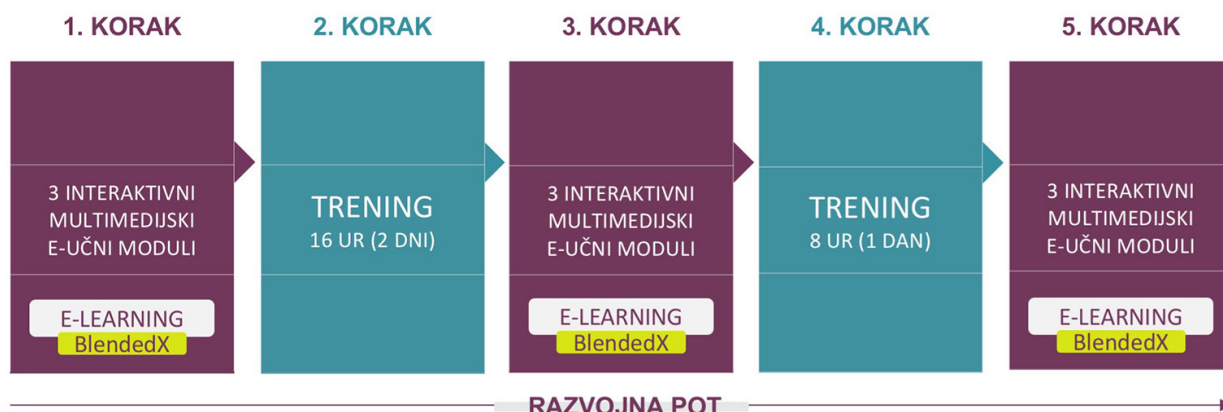 1. KORAK
3 INTERAKTIVNI
MULTIMEDIJSKI
E-UČNI MODULI
E-LEARNING
BlendedX
2. KORAK
TRENING
16 UR (2 DNI)
3. KORAK
3 INTERAKTIVNI
MULTIMEDIJSKI
E-UČNI MODULI
E-LEARNING
BlendedX
4. KORAK
TRENING
8 UR (1 DAN)
5. KORAK
3 INTERAKTIVNI
MULTIMEDIJSKI
E-UČNI MODULI
E-LEARNING
BlendedX
RAZVOJNA POT